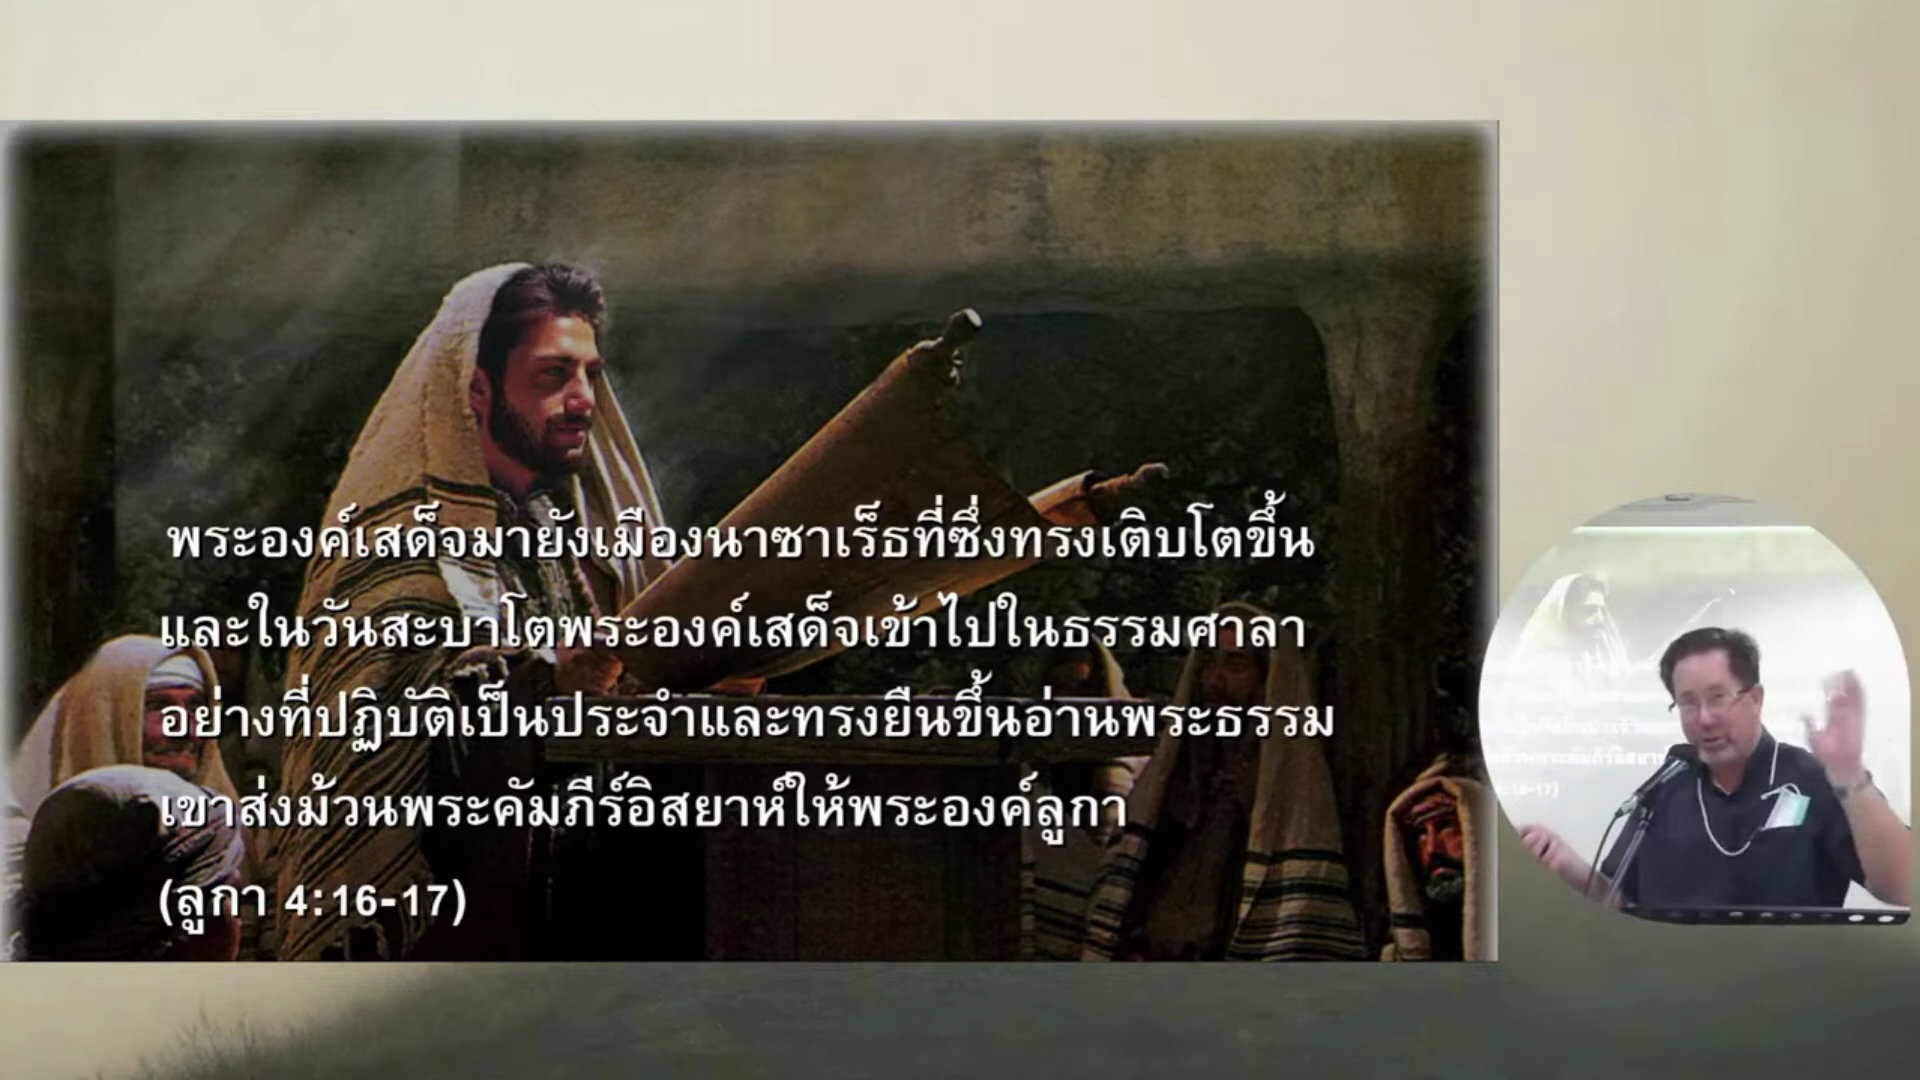 พระองค์เสด็จมายังเมืองนาซาเร็ธที่ซึ่งทรงเติบโตขึ้น
และในวันสะบาโตพระองค์เสด็จเข้าไปในธรรมศาลา
อย่างที่ปฏิบัติเป็นประจำและทรงยืนขึ้นอ่านพระธรรม
เขาส่งม้วนพระคัมภีร์อิสยาห์ให้พระองค์ลูกา
(ลูกา 4:16-17)